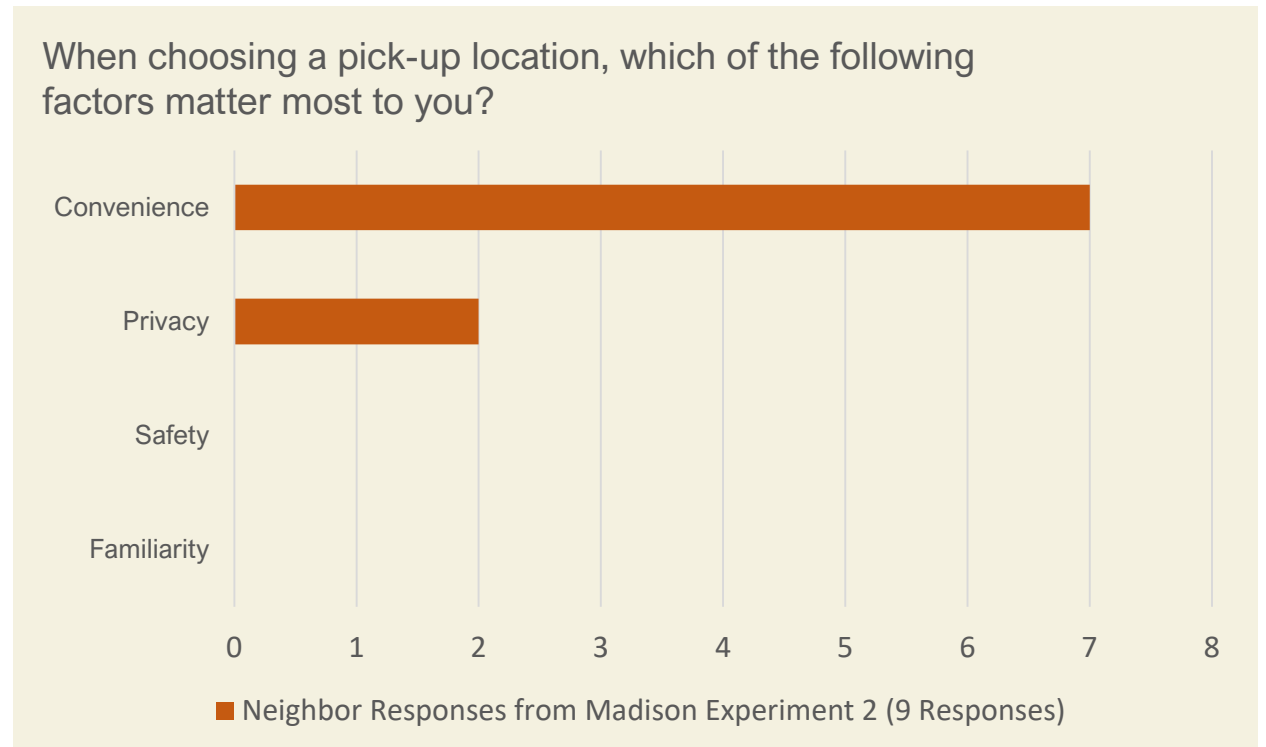 When choosing a pick-up location, which of the following
factors matter most to you?
Convenience
Privacy
Safety
Familiarity
0 1 2 3 4 5 6 7 8
Neighbor Responses from Madison Experiment 2 (9 Responses)